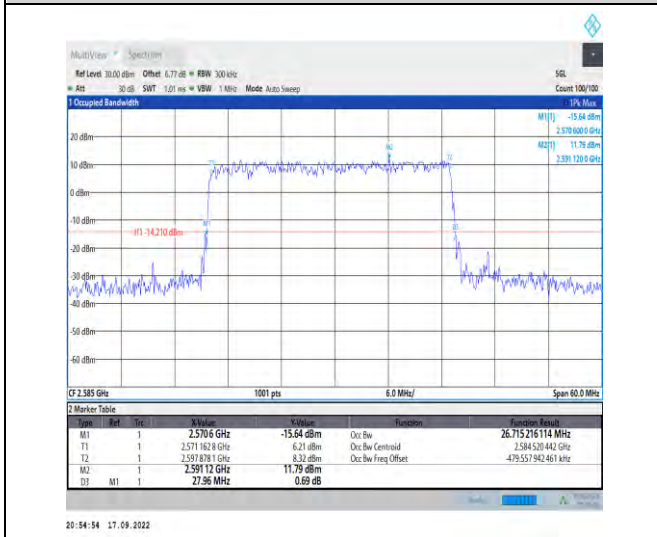 MultiView Spectrum
Ref Level 30.00 dBm Offset 6.77 dB RBW 300 kHz SGL
Att 30 dB SWT 1.01 ms VBW 1 MHz Mode Auto Sweep Count 100/100
1 Occupied Bandwidth 1Pk Max
M1[1] -15.64 dBm
2.570 600 0 GHz
M2[1] 11.79 dBm
2.591 120 0 GHz
20 dBm
M2
T2
10 dBm
0 dBm
M1
-10 dBm
H1 -14.210 dBm
-20 dBm
-30 dBm
-40 dBm
-50 dBm
-60 dBm
CF 2.585 GHz 1001 pts 6.0 MHz/ Span 60.0 MHz
2 Marker Table
Type Ref Trc X-Value Y-Value Function Function Result
M1 1 2.570 6 GHz -15.64 dBm Occ Bw 26.715 216 114 MHz
T1 1 2.571 162 8 GHz 6.21 dBm Occ Bw Centroid 2.584 520 442 GHz
T2 1 2.597 878 1 GHz 8.32 dBm Occ Bw Freq Offset -479.557 942 461 kHz
M2 1 2.591 12 GHz 11.79 dBm
D3 M1 1 27.96 MHz 0.69 dB
20:54:54 17.09.2022